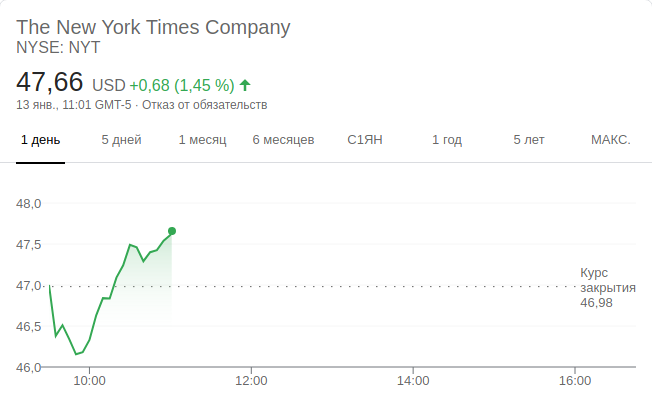 The New York Times Company
NYSE: NYT
47,66 USD +0,68 (1,45 %)
13 янв., 11:01 GMT-5 · Отказ от обязательств
1 день 5 дней 1 месяц 6 месяцев С1ЯН 1 год 5 лет МАКС.
48,0
47,5
47,0
46,5
46,0
Курс
закрытия
46,98
10:00 12:00 14:00 16:00